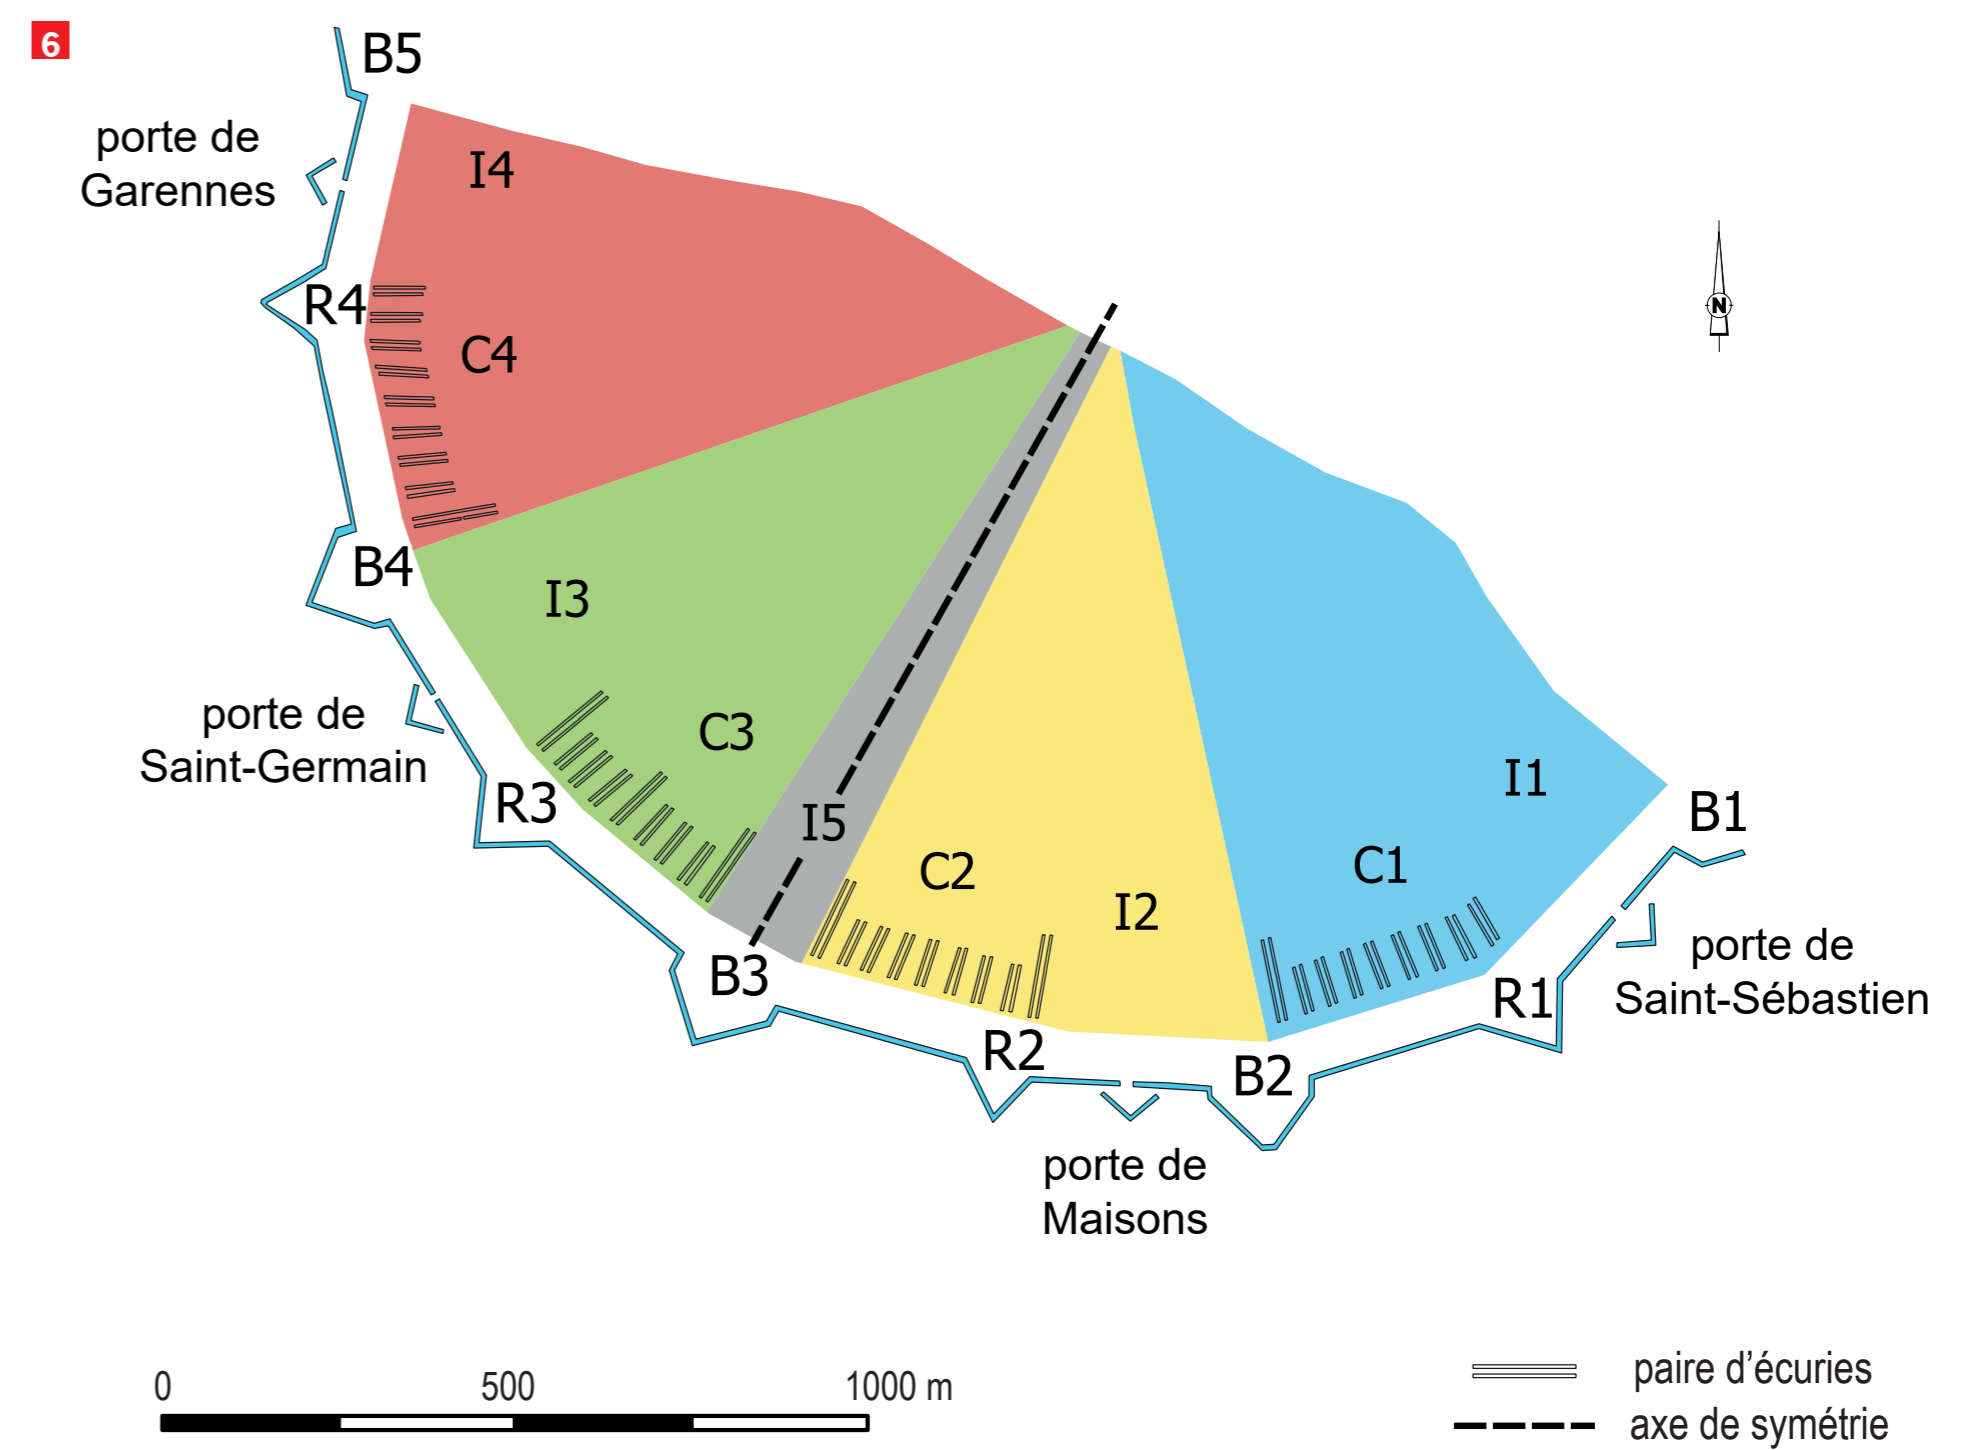 6
B5
porte de
Garennes
I4
R4
C4
B4
I3
porte de
Saint-Germain
C3
R3
I5
B3
C2
I2
R2
porte de
Maisons
B2
C1
I1
B1
R1
porte de
Saint-Sébastien
N
0 500 1000 m
paire d’écuries
axe de symétrie